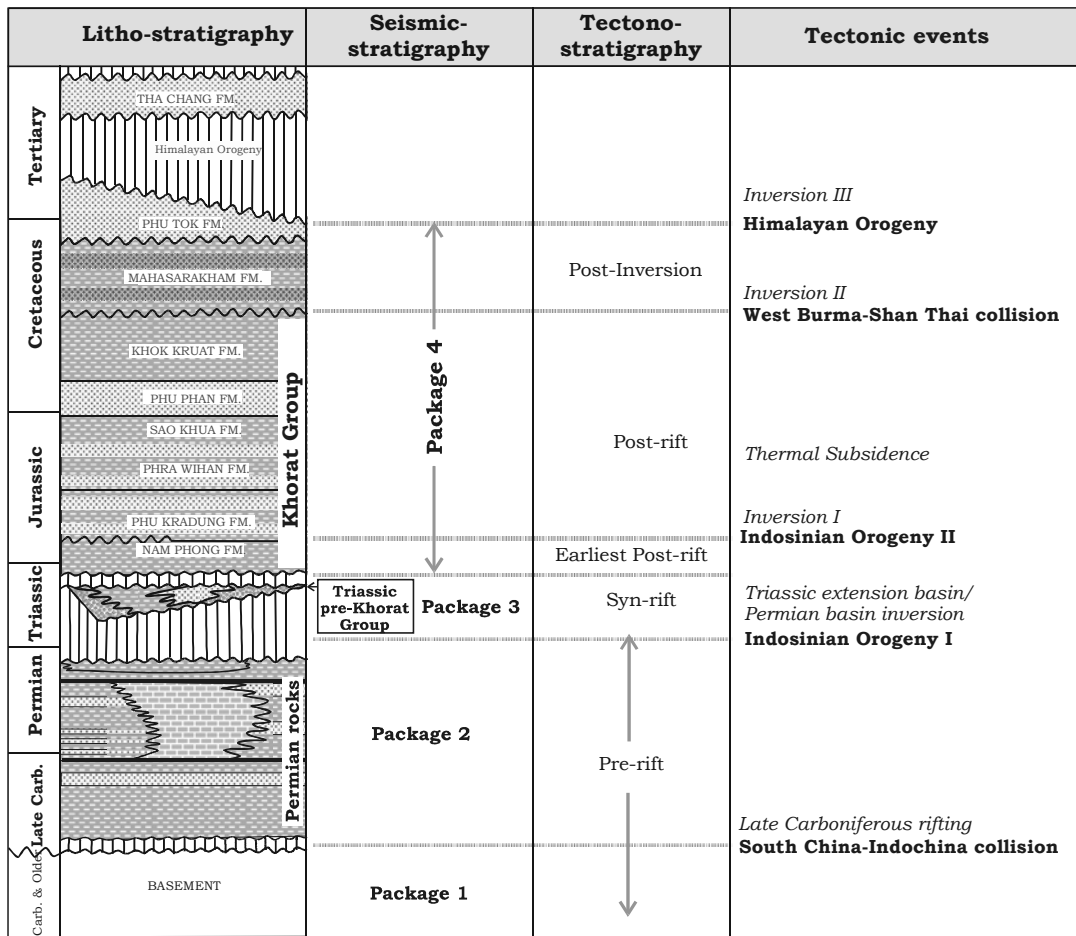 Litho-stratigraphy
Seismic-
stratigraphy
Tectono-
stratigraphy
Tectonic events
Tertiary
Cretaceous
Jurassic
Triassic
Permian
Late Carb.
Carb. & Older
THA CHANG FM.
Himalayan Orogeny
PHU TOK FM.
MAHASARAKHAM FM.
KHOK KRUAT FM.
PHU PHAN FM.
SAO KHUA FM.
PHRA WIHAN FM.
PHU KRADUNG FM.
NAM PHONG FM.
Khorat Group
Permian rocks
BASEMENT
Package 4
Triassic
pre-Khorat
Group
Package 3
Package 2
Package 1
Post-Inversion
Post-rift
Earliest Post-rift
Syn-rift
Pre-rift
Inversion III
Himalayan Orogeny
Inversion II
West Burma-Shan Thai collision
Thermal Subsidence
Inversion I
Indosinian Orogeny II
Triassic extension basin/
Permian basin inversion
Indosinian Orogeny I
Late Carboniferous rifting
South China-Indochina collision